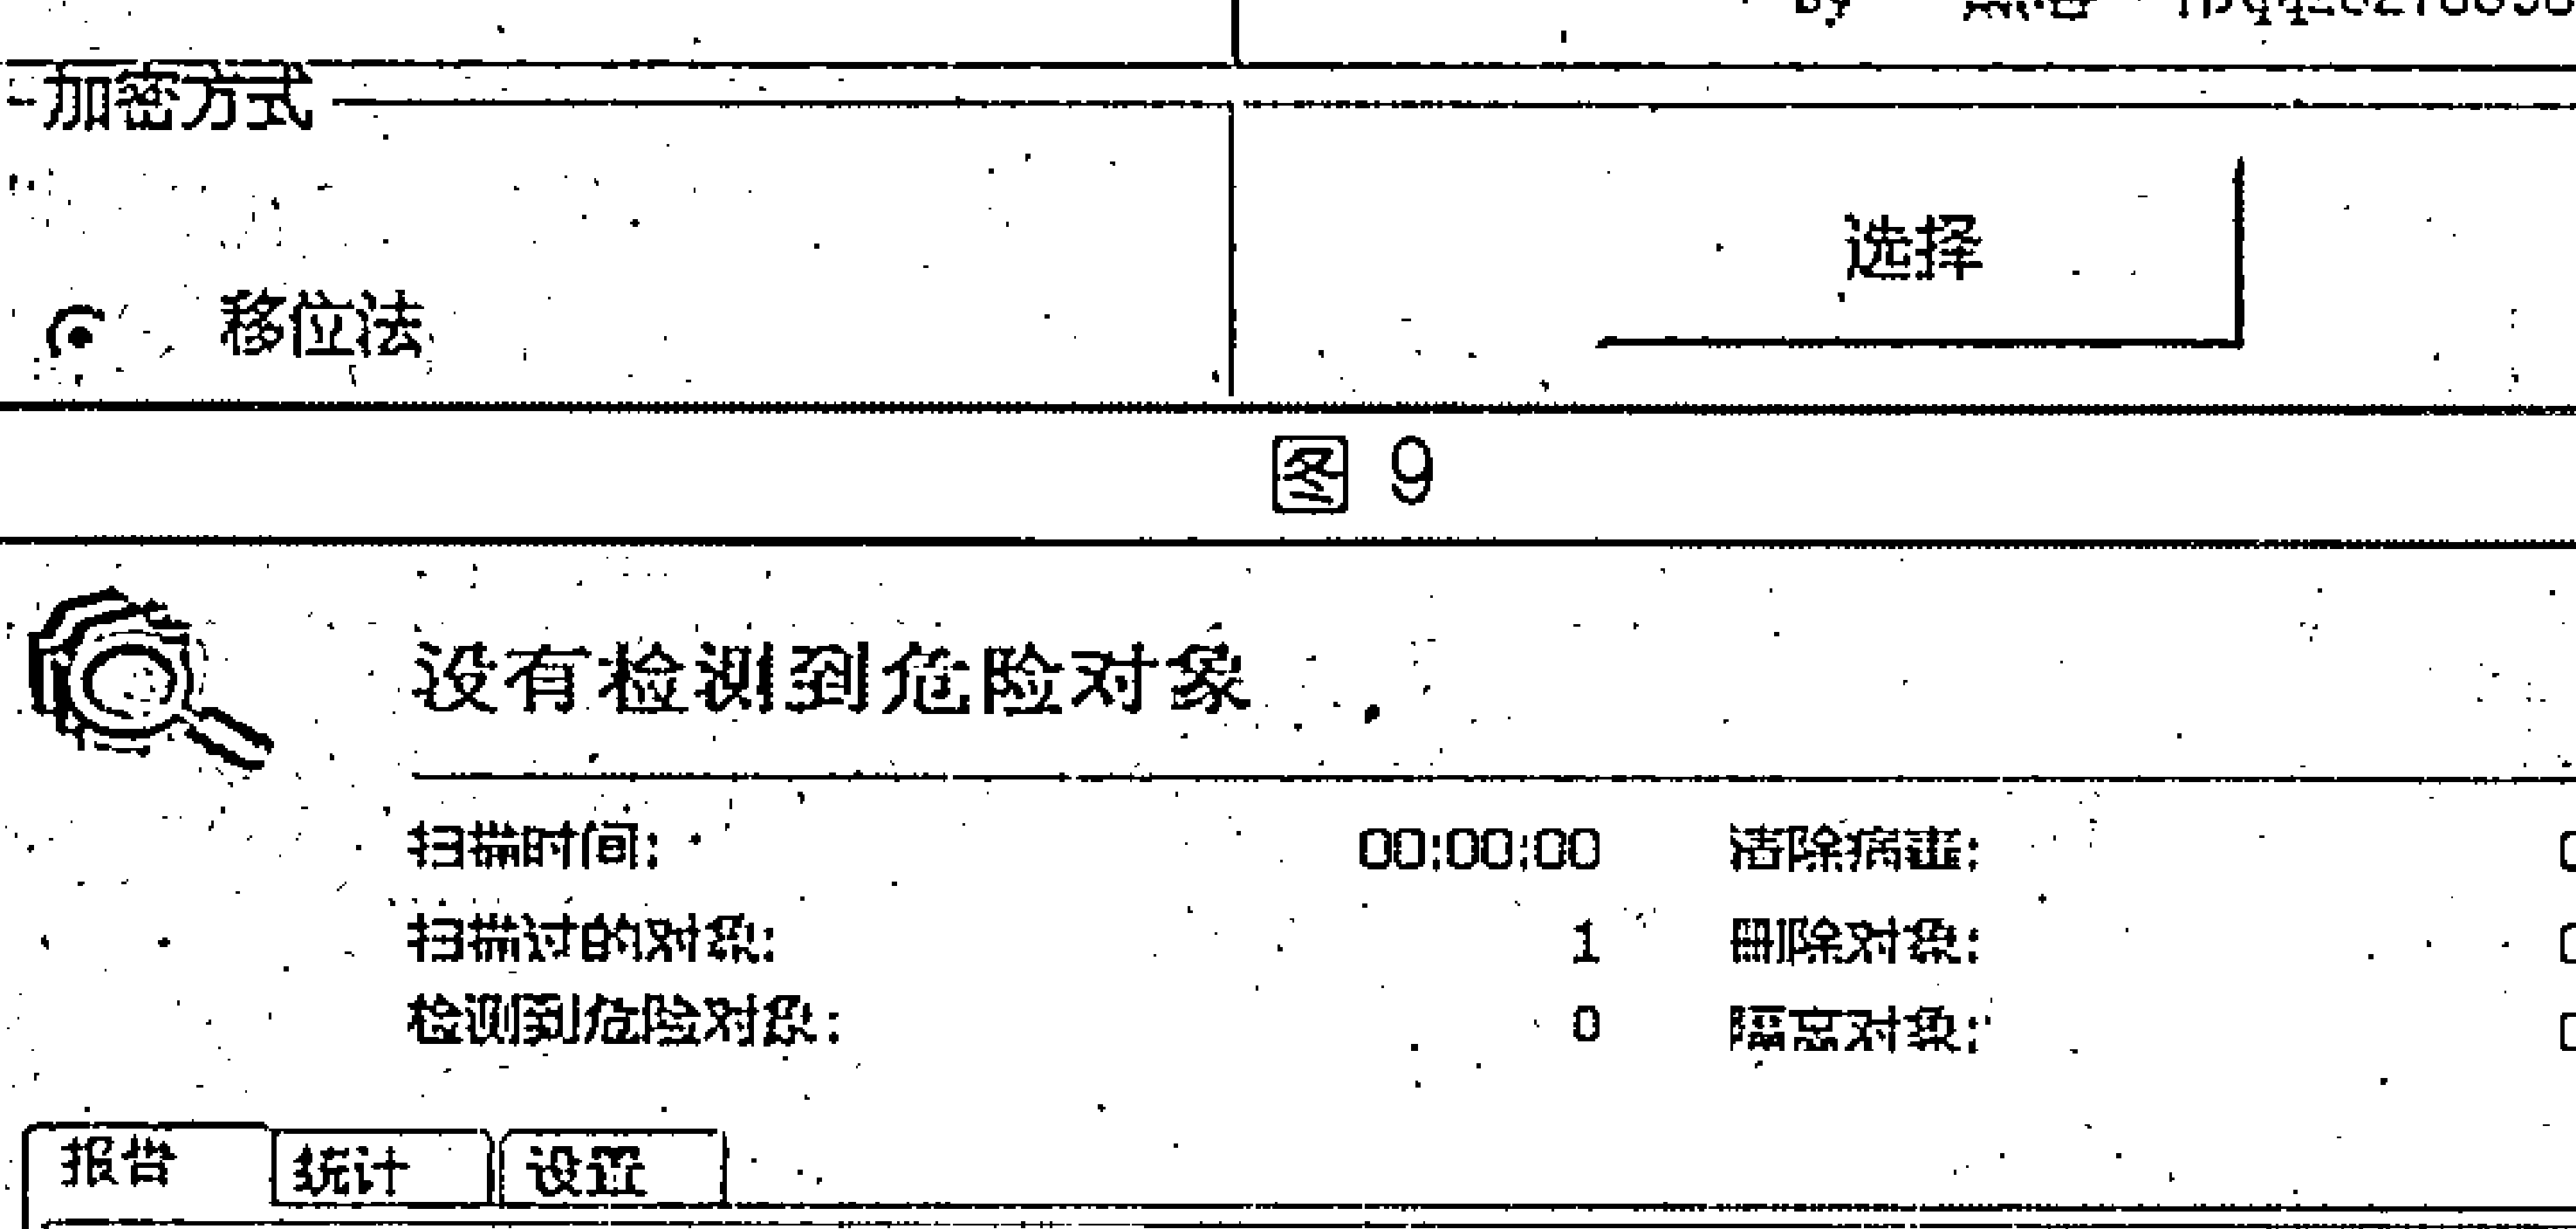 by
加密方式
选择
移位法
图 9
没有检测到危险对象
扫描时间: 00:00:00 清除病毒:
扫描过的对象: 1 删除对象:
检测到危险对象: 0 隔离对象:
报告 统计 设置